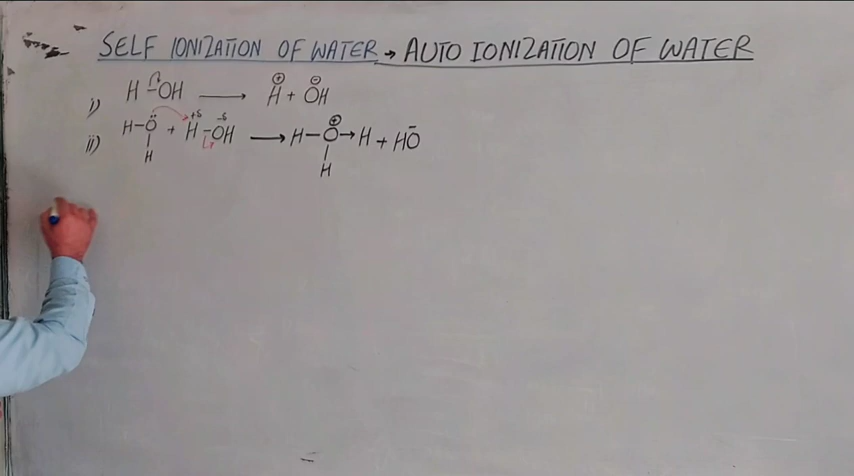 SELF IONIZATION OF WATER → AUTO IONIZATION OF WATER
i) H–OH ⟶ H⊕ + OH⊖
ii) H–Ö + H–OH ⟶ H–O⊕→H + HO⁻
+δ -δ
H H